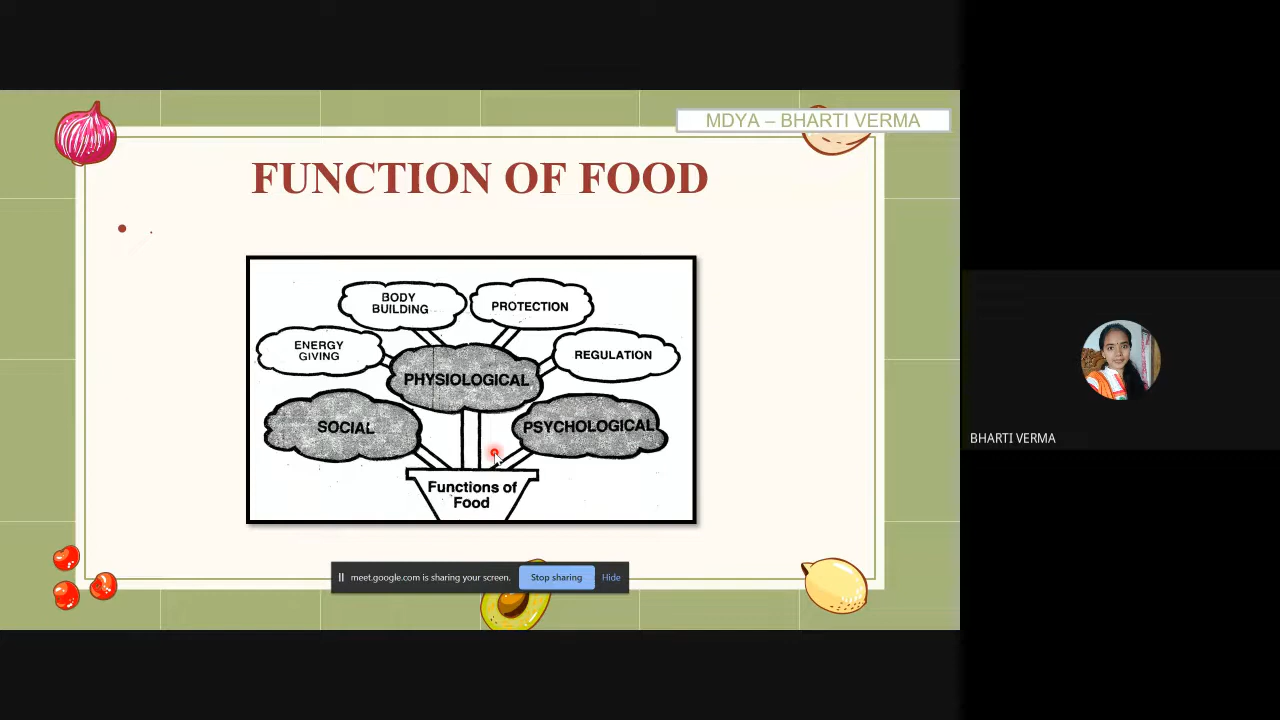 MDYA – BHARTI VERMA
FUNCTION OF FOOD
BODY
BUILDING
PROTECTION
ENERGY
GIVING
REGULATION
PHYSIOLOGICAL
SOCIAL
PSYCHOLOGICAL
Functions of
Food
meet.google.com is sharing your screen.
Stop sharing
Hide
BHARTI VERMA